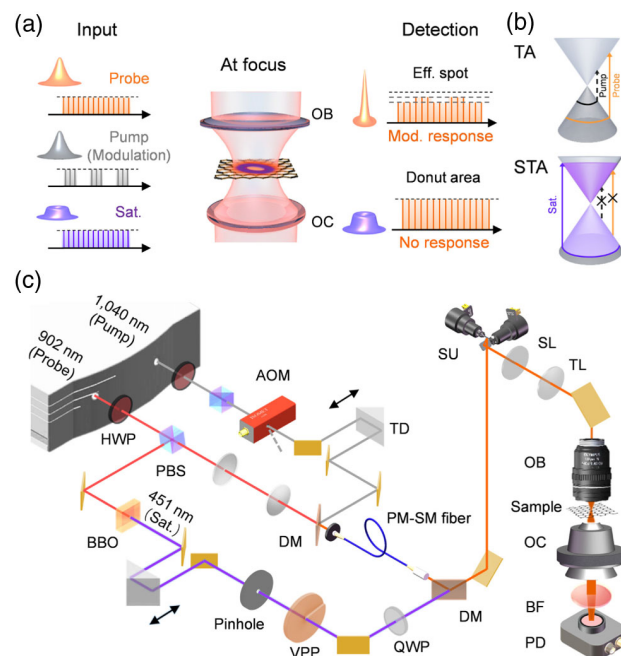 (a)
Input
Probe
Pump
(Modulation)
Sat.
At focus
OB
OC
Detection
Eff. spot
Mod. response
Donut area
No response
(b)
TA
Pump
Probe
STA
Sat.
(c)
1,040 nm
(Pump)
902 nm
(Probe)
HWP
AOM
TD
PBS
451 nm
(Sat.)
BBO
DM
PM-SM fiber
Pinhole
VPP
QWP
DM
SU
SL
TL
OB
Sample
OC
BF
PD